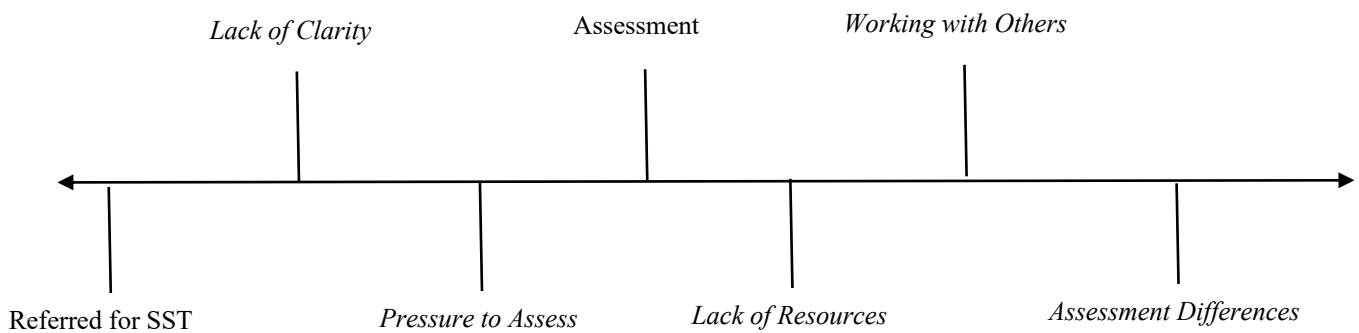 Lack of Clarity
Assessment
Working with Others
Referred for SST
Pressure to Assess
Lack of Resources
Assessment Differences